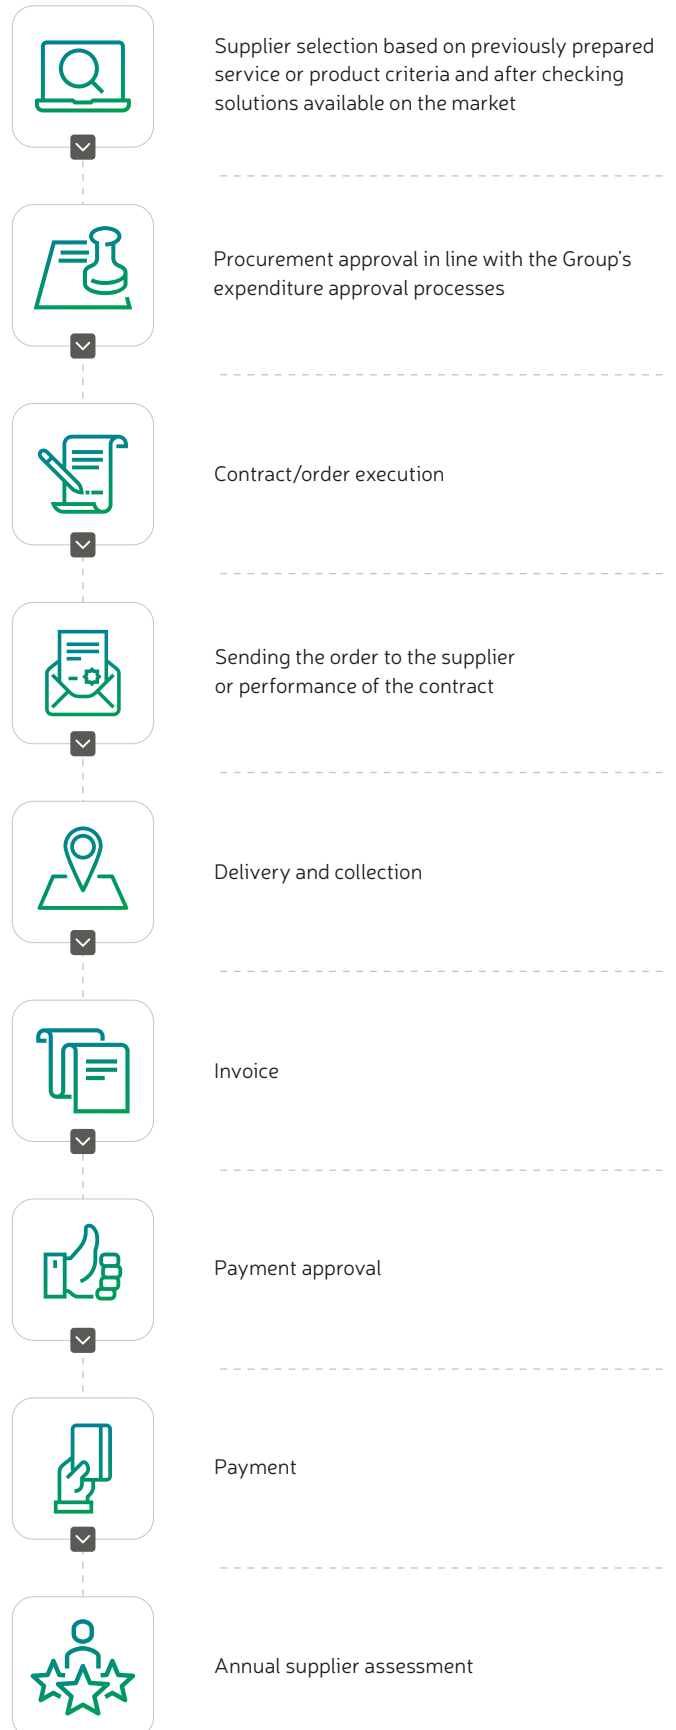 Supplier selection based on previously prepared
service or product criteria and after checking
solutions available on the market
Procurement approval in line with the Group's
expenditure approval processes
Contract/order execution
Sending the order to the supplier
or performance of the contract
Delivery and collection
Invoice
Payment approval
Payment
Annual supplier assessment